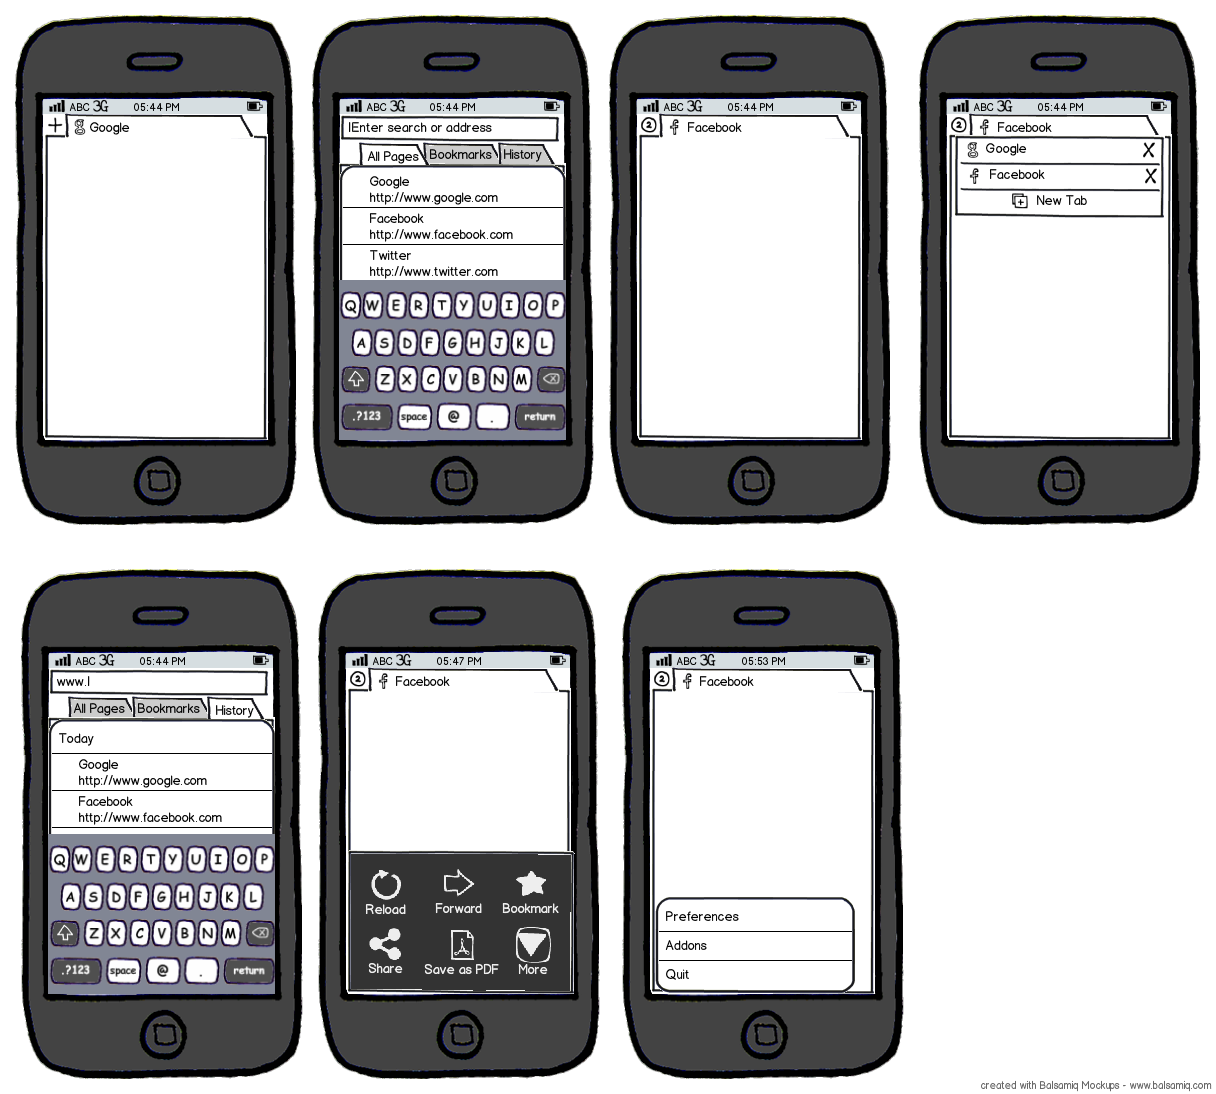 ABC 3G 05:44 PM
+ Google
ABC 3G 05:44 PM
Enter search or address
All Pages Bookmarks History
Google
http://www.google.com
Facebook
http://www.facebook.com
Twitter
http://www.twitter.com
Q W E R T Y U I O P
A S D F G H J K L
Z X C V B N M
.?123 space @ . return
ABC 3G 05:44 PM
2 f Facebook
ABC 3G 05:44 PM
2 f Facebook
Google X
f Facebook X
New Tab
ABC 3G 05:44 PM
www.
All Pages Bookmarks History
Today
Google
http://www.google.com
Facebook
http://www.facebook.com
Q W E R T Y U I O P
A S D F G H J K L
Z X C V B N M
.?123 space @ . return
ABC 3G 05:47 PM
2 f Facebook
Reload Forward Bookmark
Share Save as PDF More
ABC 3G 05:53 PM
2 f Facebook
Preferences
Addons
Quit
created with Balsamiq Mockups - www.balsamiq.com